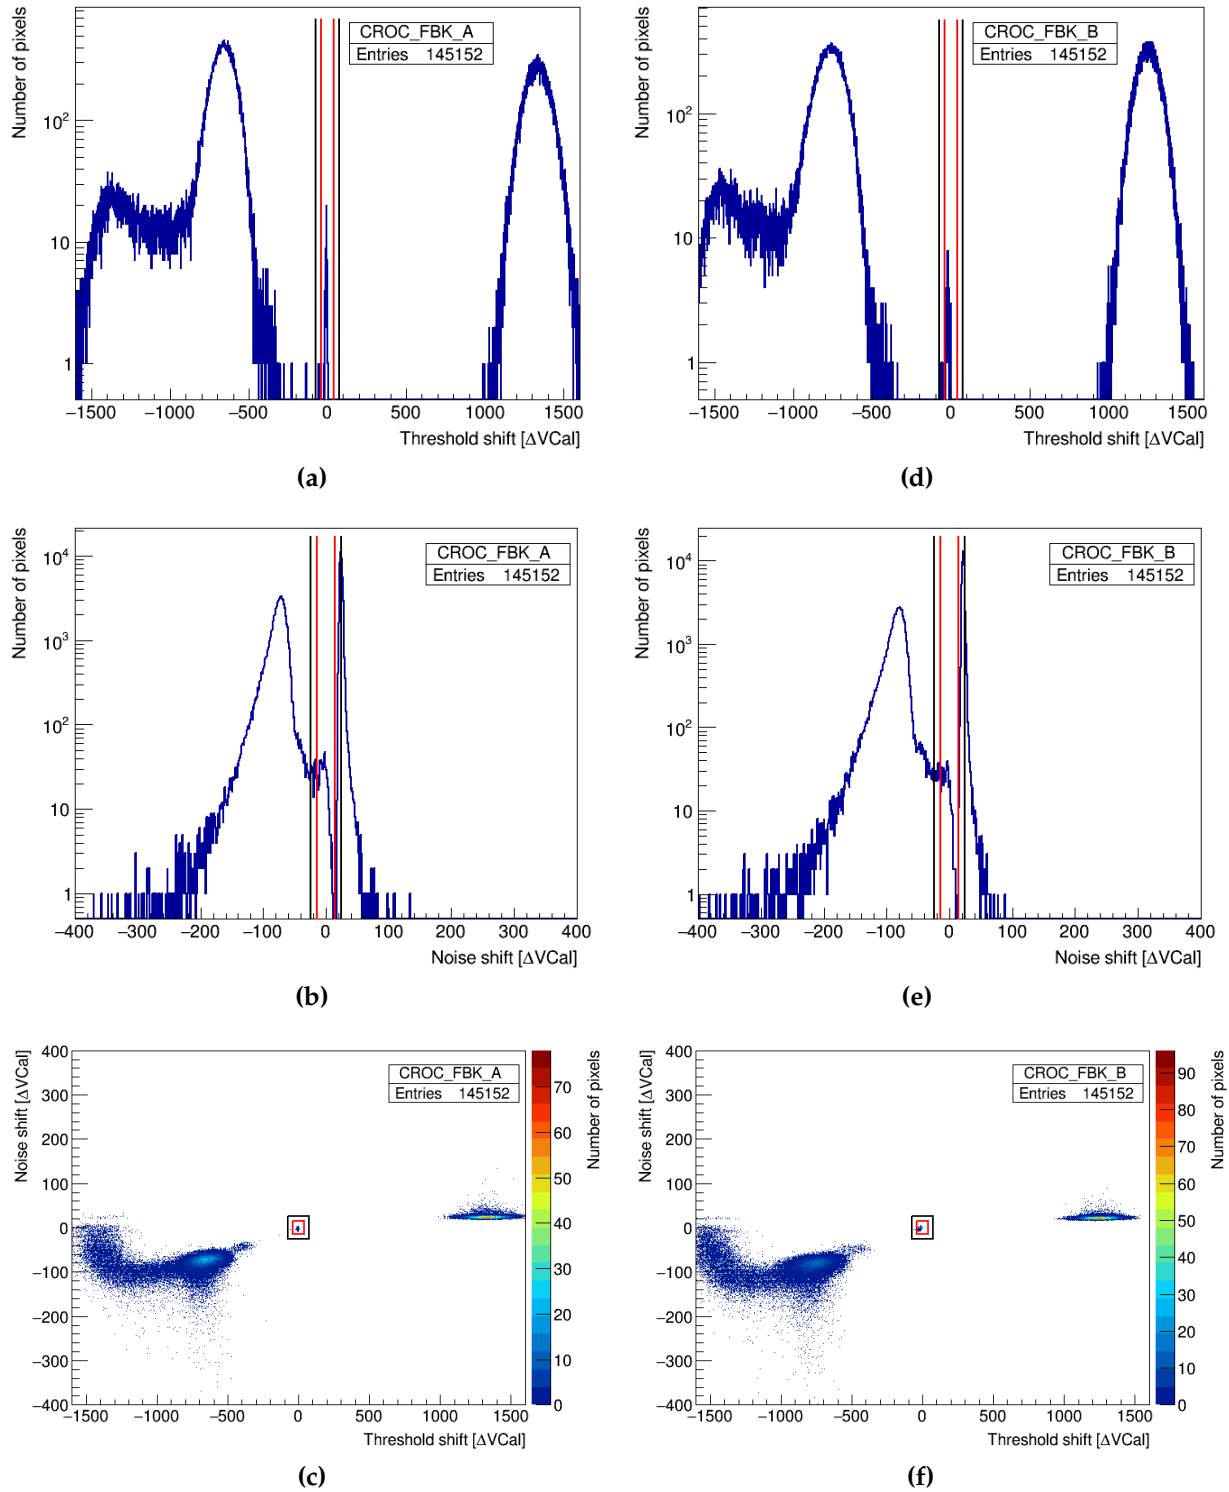 Number of pixels
CROC_FBK_A
Entries 145152
10²
10
1
−1500 −1000 −500 0 500 1000 1500
Threshold shift [ΔVCal]
(a)
Number of pixels
CROC_FBK_B
Entries 145152
10²
10
1
−1500 −1000 −500 0 500 1000 1500
Threshold shift [ΔVCal]
(d)
Number of pixels
CROC_FBK_A
Entries 145152
10⁴
10³
10²
10
1
−400 −300 −200 −100 0 100 200 300 400
Noise shift [ΔVCal]
(b)
Number of pixels
CROC_FBK_B
Entries 145152
10⁴
10³
10²
10
1
−400 −300 −200 −100 0 100 200 300 400
Noise shift [ΔVCal]
(e)
Noise shift [ΔVCal]
400
300
200
100
0
−100
−200
−300
−400
CROC_FBK_A
Entries 145152
−1500 −1000 −500 0 500 1000 1500
Threshold shift [ΔVCal]
70
60
50
40
30
20
10
0
Number of pixels
(c)
Noise shift [ΔVCal]
400
300
200
100
0
−100
−200
−300
−400
CROC_FBK_B
Entries 145152
−1500 −1000 −500 0 500 1000 1500
Threshold shift [ΔVCal]
90
80
70
60
50
40
30
20
10
0
Number of pixels
(f)